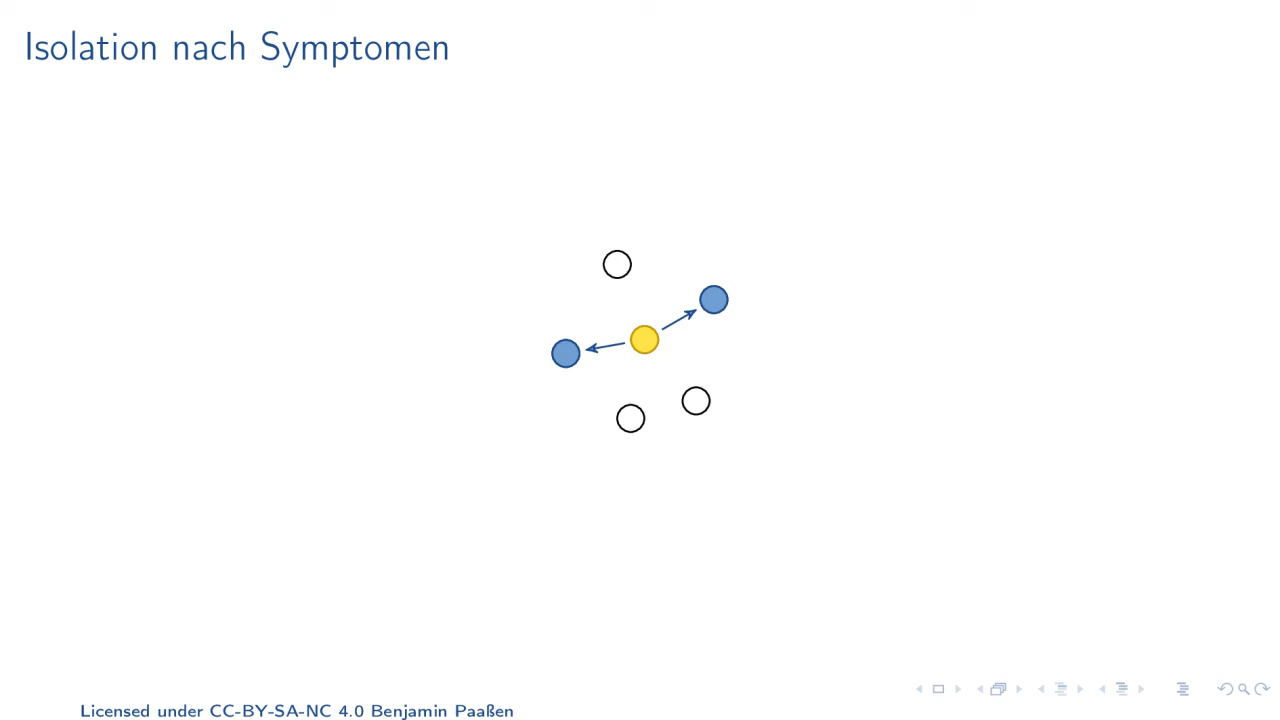 Isolation nach Symptomen
Licensed under CC-BY-SA-NC 4.0 Benjamin Paaßen